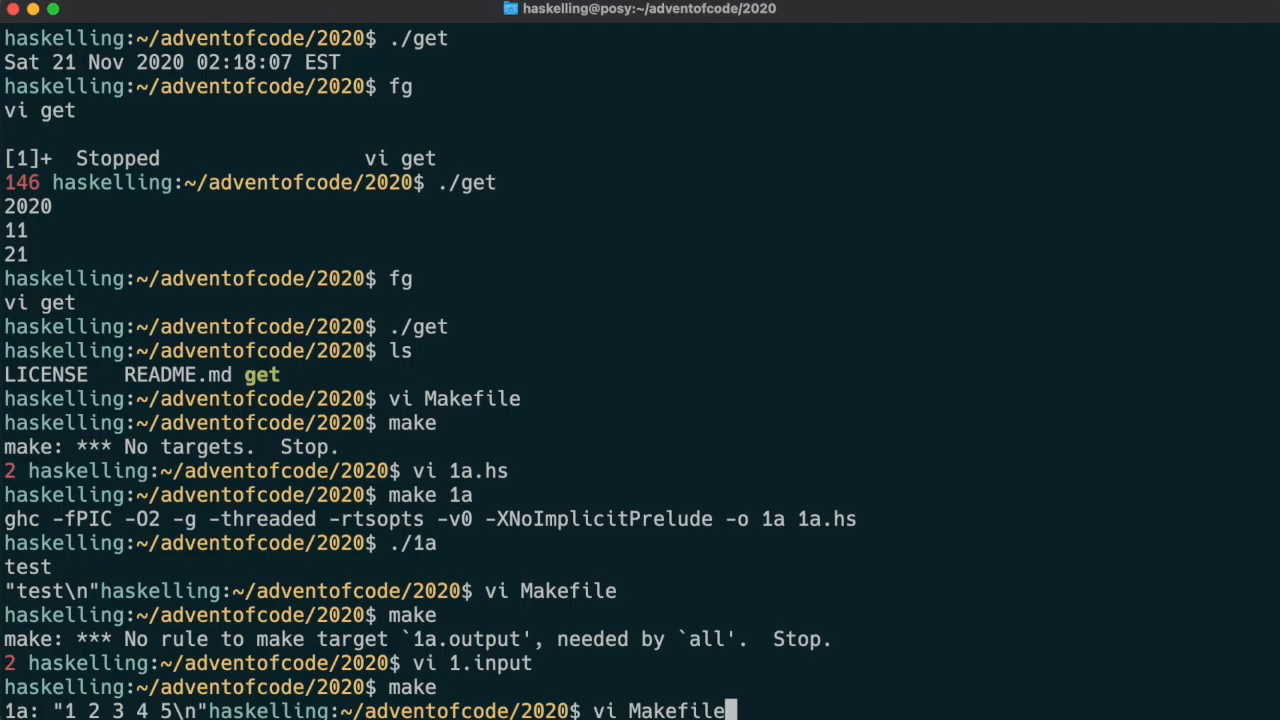 haskelling@posy:~/adventofcode/2020
haskelling:~/adventofcode/2020$ ./get
Sat 21 Nov 2020 02:18:07 EST
haskelling:~/adventofcode/2020$ fg
vi get
[1]+  Stopped                 vi get
146 haskelling:~/adventofcode/2020$ ./get
2020
11
21
haskelling:~/adventofcode/2020$ fg
vi get
haskelling:~/adventofcode/2020$ ./get
haskelling:~/adventofcode/2020$ ls
LICENSE   README.md get
haskelling:~/adventofcode/2020$ vi Makefile
haskelling:~/adventofcode/2020$ make
make: *** No targets.  Stop.
2 haskelling:~/adventofcode/2020$ vi 1a.hs
haskelling:~/adventofcode/2020$ make 1a
ghc -fPIC -O2 -g -threaded -rtsopts -v0 -XNoImplicitPrelude -o 1a 1a.hs
haskelling:~/adventofcode/2020$ ./1a
test
"test\n"haskelling:~/adventofcode/2020$ vi Makefile
haskelling:~/adventofcode/2020$ make
make: *** No rule to make target `1a.output', needed by `all'.  Stop.
2 haskelling:~/adventofcode/2020$ vi 1.input
haskelling:~/adventofcode/2020$ make
1a: "1 2 3 4 5\n"haskelling:~/adventofcode/2020$ vi Makefile